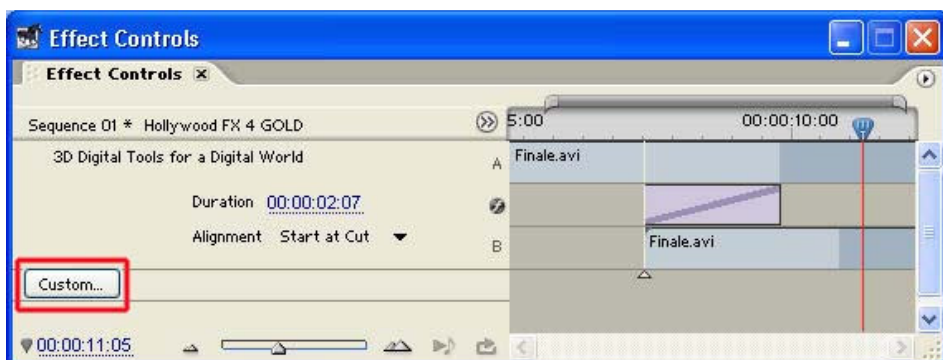 Effect Controls
Effect Controls
Sequence 01 * Hollywood FX 4 GOLD
5:00 00:00:10:00
3D Digital Tools for a Digital World
A Finale.avi
Duration 00:00:02:07
Alignment Start at Cut
B Finale.avi
Custom...
00:00:11:05